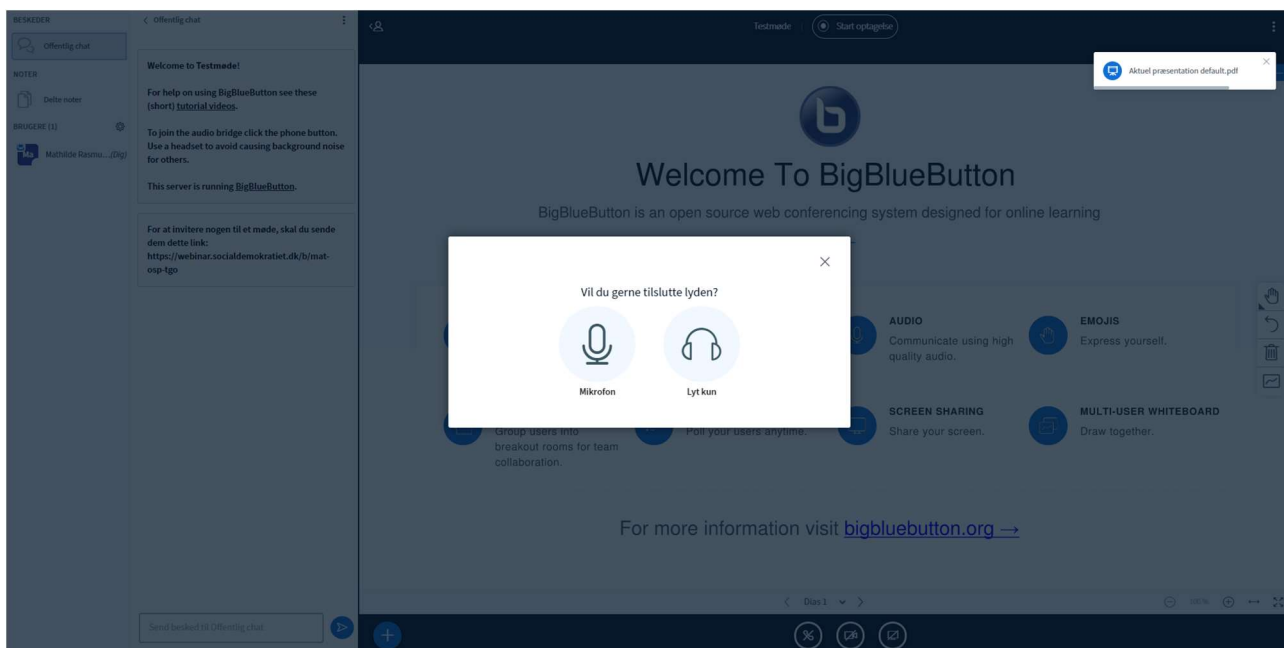 BESKEDER
Offentlig chat
NOTER
Delte noter
BRUGERE (1)
Ma
Mathilde Rasmu... (Dig)
Offentlig chat
Welcome to Testmøde!
For help on using BigBlueButton see these
(short) tutorial videos.
To join the audio bridge click the phone button.
Use a headset to avoid causing background noise
for others.
This server is running BigBlueButton.
For at invitere nogen til et møde, skal du sende
dem dette link:
https://webinar.socialdemokratiet.dk/b/mat-
osp-tgo
Send besked til Offentlig chat
Testmøde
Start optagelse
Aktuel præsentation default.pdf
b
Welcome To BigBlueButton
BigBlueButton is an open source web conferencing system designed for online learning
Vil du gerne tilslutte lyden?
Mikrofon
Lyt kun
AUDIO
Communicate using high
quality audio.
EMOJIS
Express yourself.
Group users into
breakout rooms for team
collaboration.
Poll your users anytime.
SCREEN SHARING
Share your screen.
MULTI-USER WHITEBOARD
Draw together.
For more information visit bigbluebutton.org →
Dias 1
100%